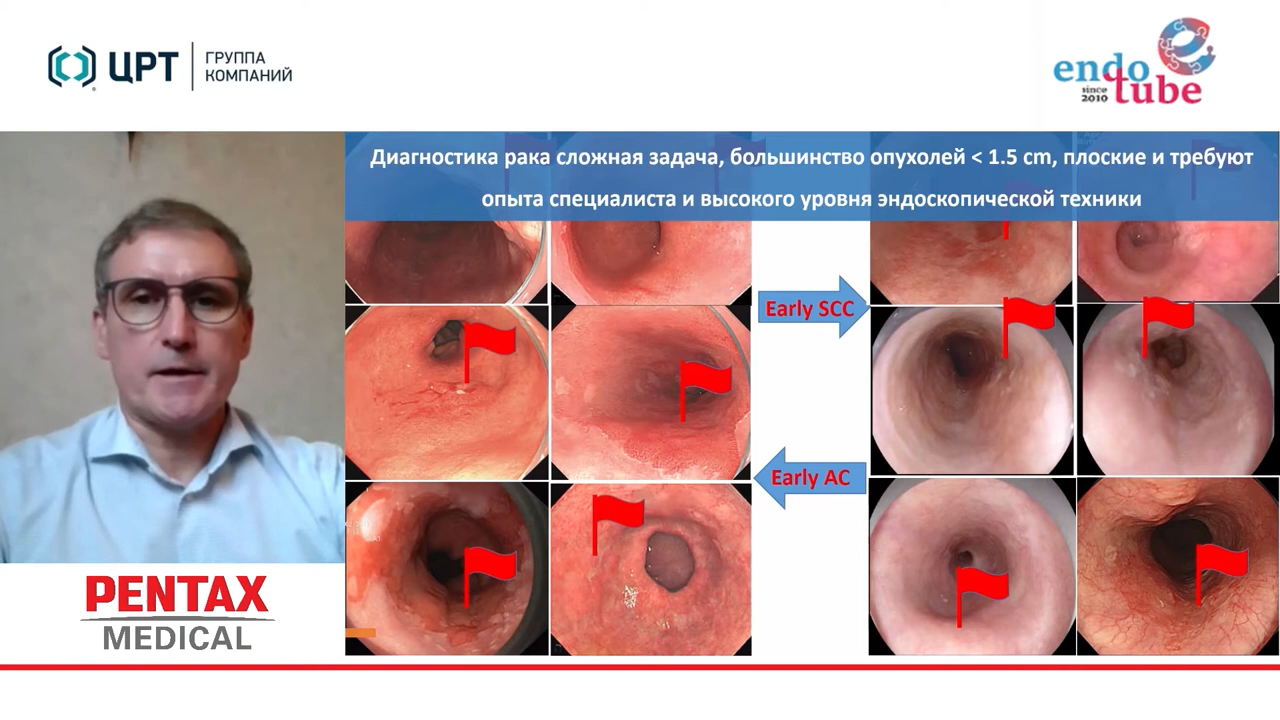 ЦРТ
ГРУППА
КОМПАНИЙ
endo
since
2010
tube
Диагностика рака сложная задача, большинство опухолей < 1.5 cm, плоские и требуют
опыта специалиста и высокого уровня эндоскопической техники
Early SCC
Early AC
PENTAX
MEDICAL